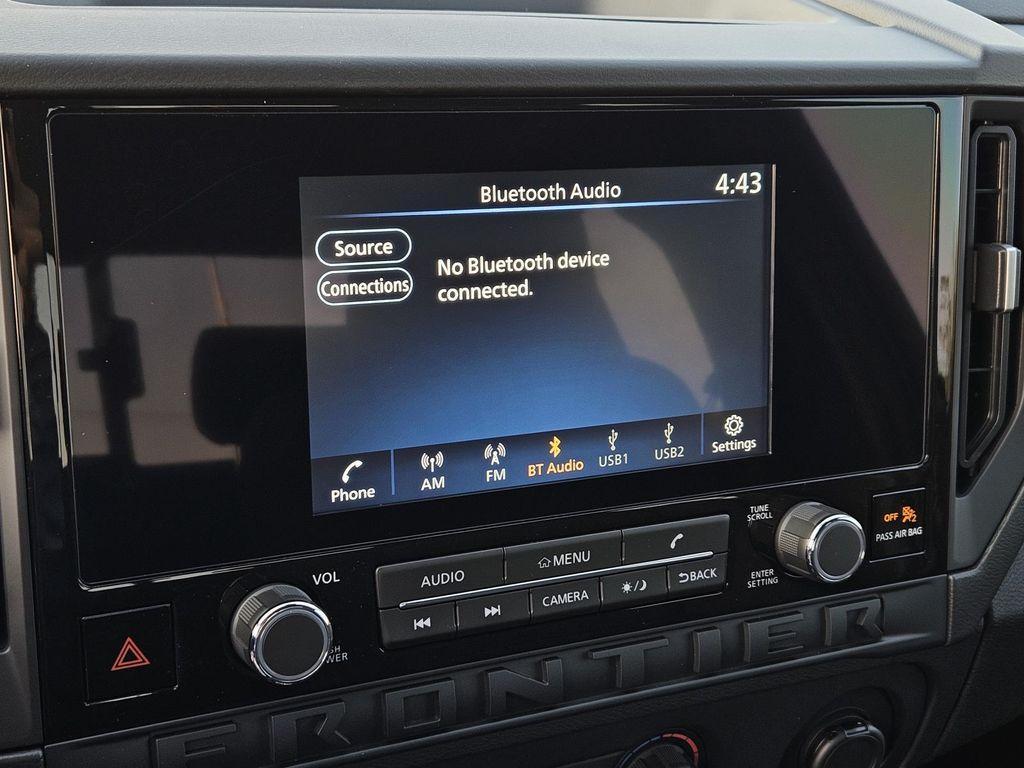 Bluetooth Audio
4:43
Source
Connections
No Bluetooth device
connected.
Phone
AM
FM
BT Audio
USB1
USB2
Settings
TUNE
SCROLL
OFF 2
PASS AIR BAG
VOL
AUDIO
MENU
CAMERA
BACK
ENTER
SETTING
FRONTIER